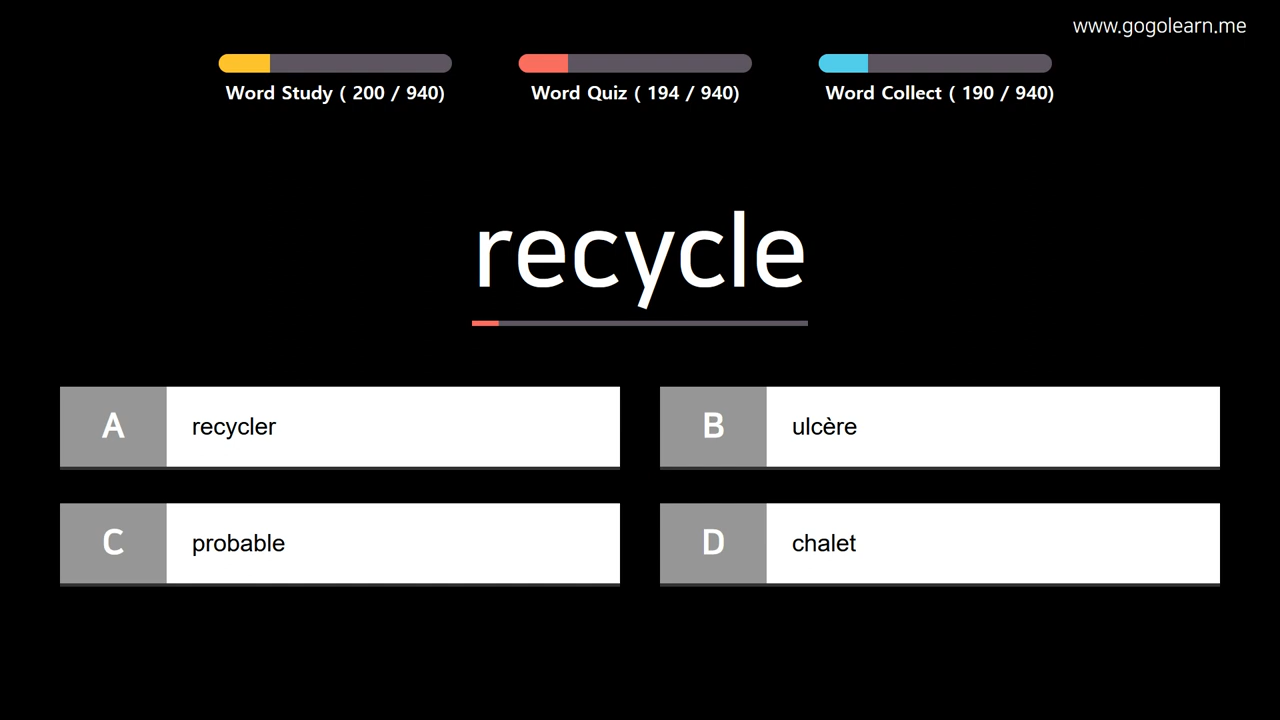 www.gogolearn.me
Word Study ( 200 / 940)
Word Quiz ( 194 / 940)
Word Collect ( 190 / 940)
recycle
A recycler
B ulcère
C probable
D chalet